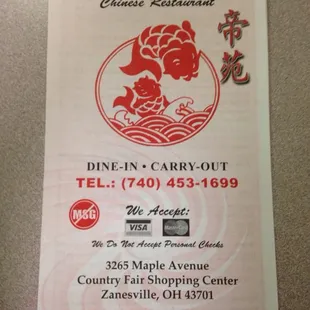 Chinese Restaurant
帝苑
DINE-IN • CARRY-OUT
TEL.: (740) 453-1699
MSG
We Accept:
VISA
MasterCard
We Do Not Accept Personal Checks
3265 Maple Avenue
Country Fair Shopping Center
Zanesville, OH 43701